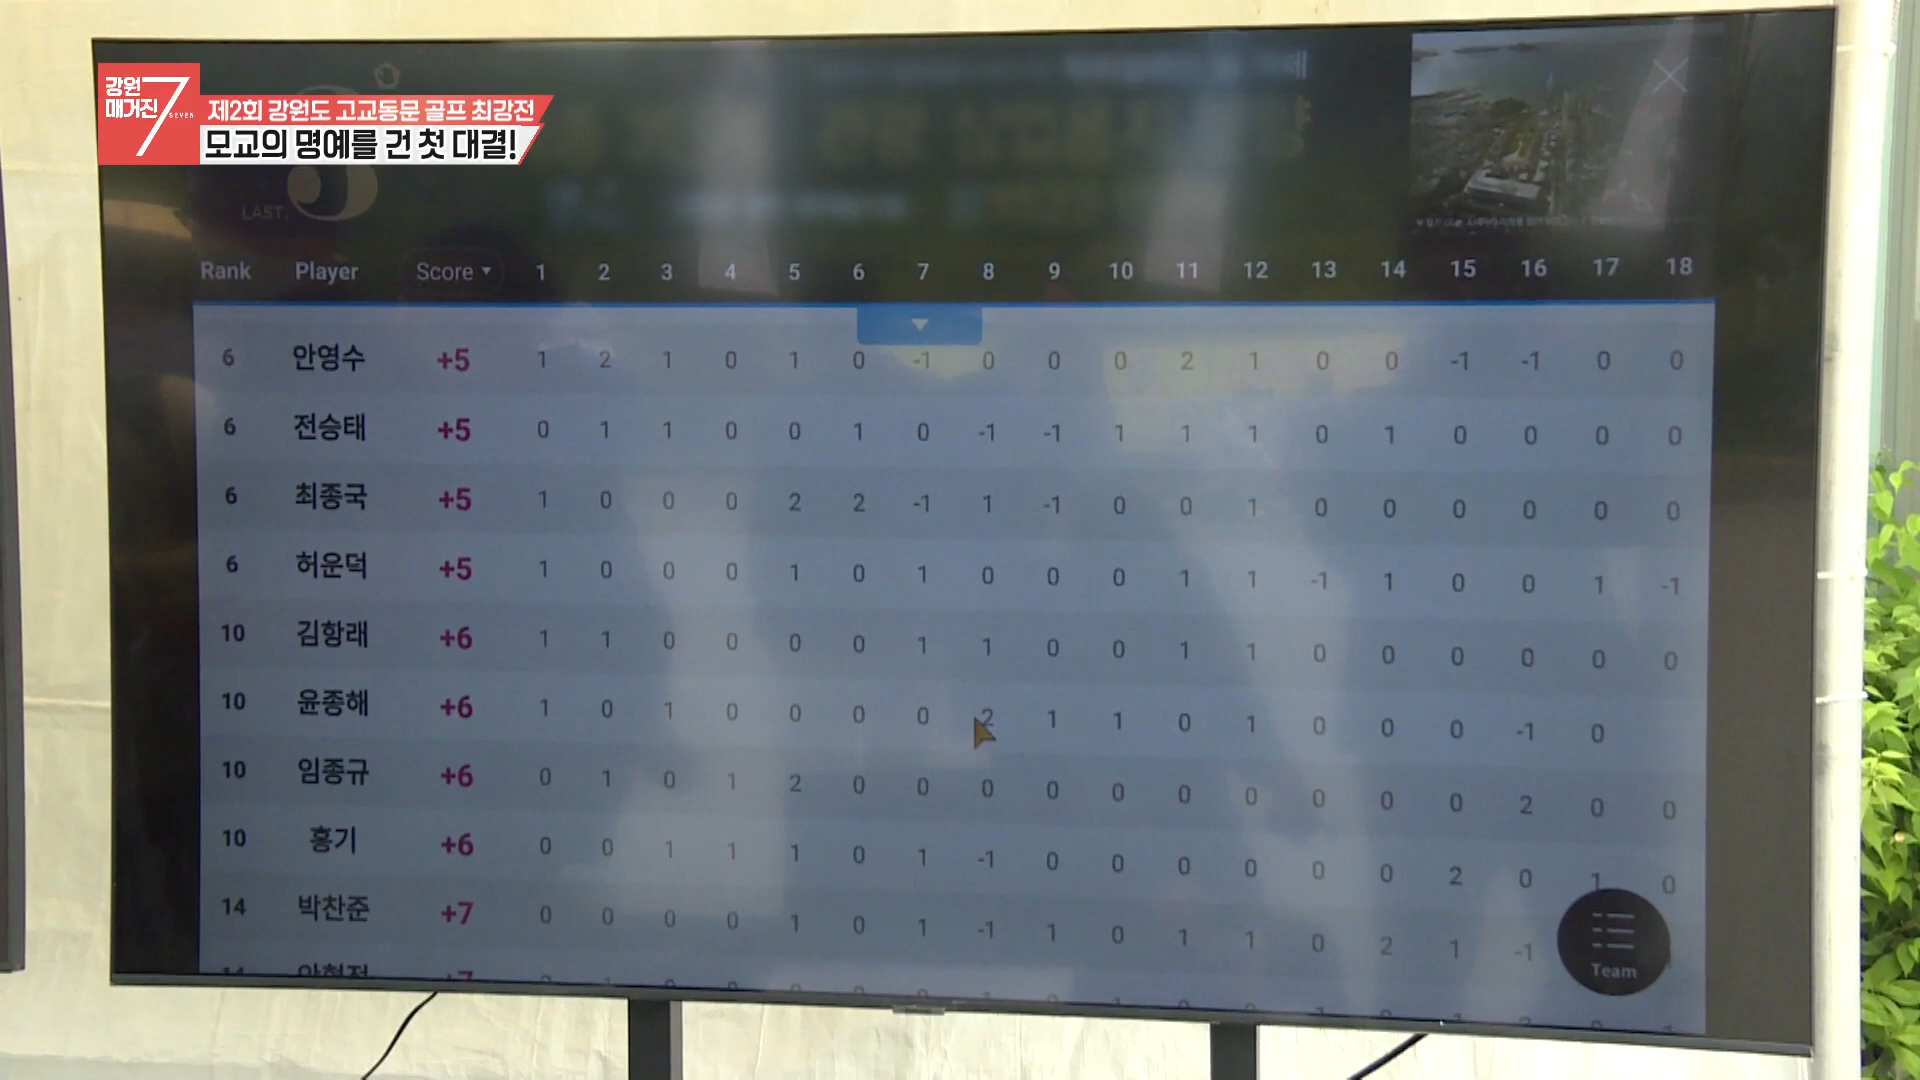 강원
매거진 7
SEVEN
제2회 강원도 고교동문 골프 최강전
모교의 명예를 건 첫 대결!
LAST,
Rank Player Score ▼ 1 2 3 4 5 6 7 8 9 10 11 12 13 14 15 16 17 18
6 안영수 +5 1 2 1 0 1 0 -1 0 0 0 2 1 0 0 -1 -1 0 0
6 전승태 +5 0 1 1 0 0 1 0 -1 -1 1 1 1 0 1 0 0 0 0
6 최종국 +5 1 0 0 0 2 2 -1 1 -1 0 0 1 0 0 0 0 0 0
6 허운덕 +5 1 0 0 0 1 0 1 0 0 0 1 1 -1 1 0 0 1 -1
10 김항래 +6 1 1 0 0 0 0 1 1 0 0 1 1 0 0 0 0 0 0
10 윤종해 +6 1 0 1 0 0 0 0 2 1 1 0 1 0 0 0 -1 0
10 임종규 +6 0 1 0 1 2 0 0 0 0 0 0 0 0 0 0 2 0 0
10 홍기 +6 0 0 1 1 1 0 1 -1 0 0 0 0 0 0 2 0 1 0
14 박찬준 +7 0 0 0 0 1 0 1 -1 1 0 1 1 0 2 1 -1
Team